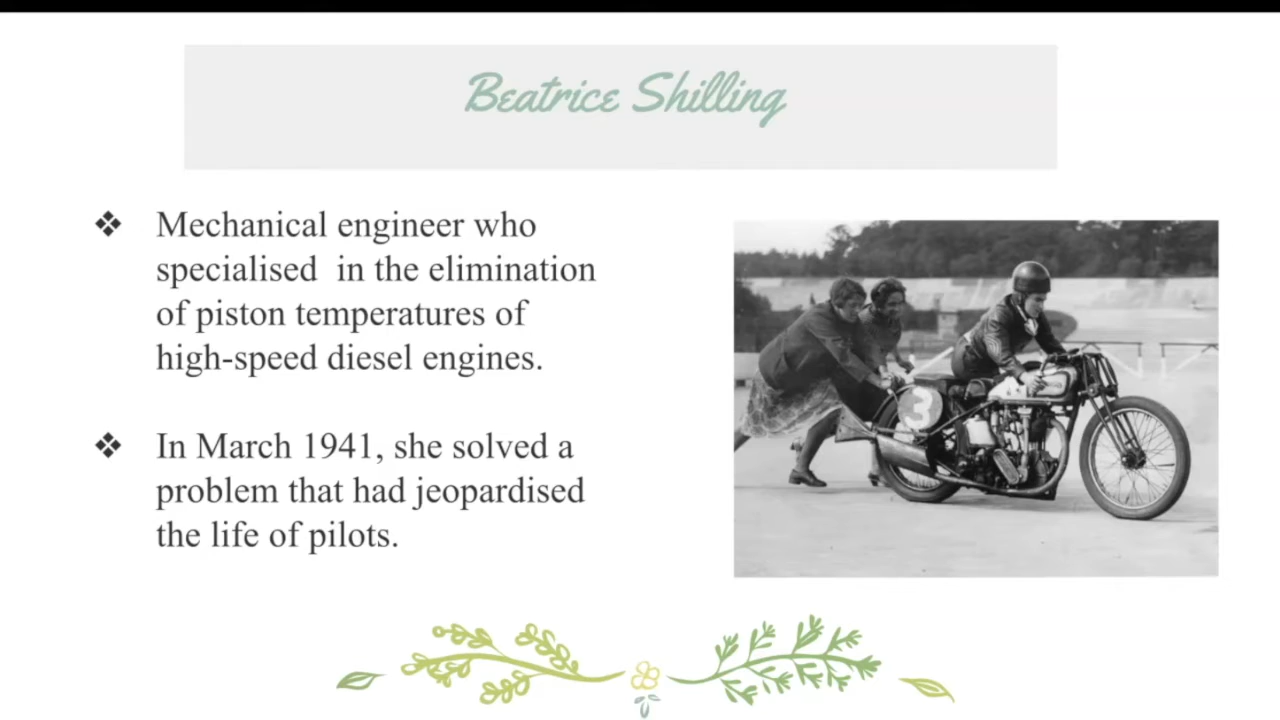 Beatrice Shilling
❖ Mechanical engineer who
specialised  in the elimination
of piston temperatures of
high-speed diesel engines.
❖ In March 1941, she solved a
problem that had jeopardised
the life of pilots.
3